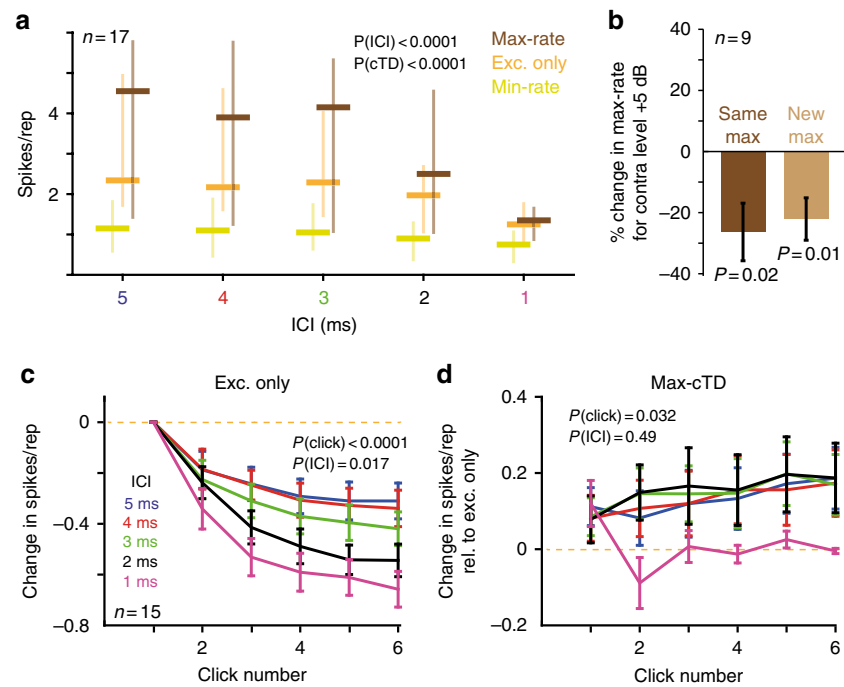 a
n=17
P(ICI)<0.0001
P(cTD)<0.0001
Max-rate
Exc. only
Min-rate
Spikes/rep
4
2
5 4 3 2 1
ICI (ms)
b
n=9
% change in max-rate
for contra level +5 dB
40
20
0
–20
–40
Same
max
New
max
P=0.02
P=0.01
c
Exc. only
Change in spikes/rep
0
–0.4
–0.8
P(click)<0.0001
P(ICI)=0.017
ICI
5 ms
4 ms
3 ms
2 ms
1 ms
n=15
2 4 6
Click number
d
Max-cTD
Change in spikes/rep
rel. to exc. only
0.4
0.2
0
–0.2
P(click)=0.032
P(ICI)=0.49
2 4 6
Click number